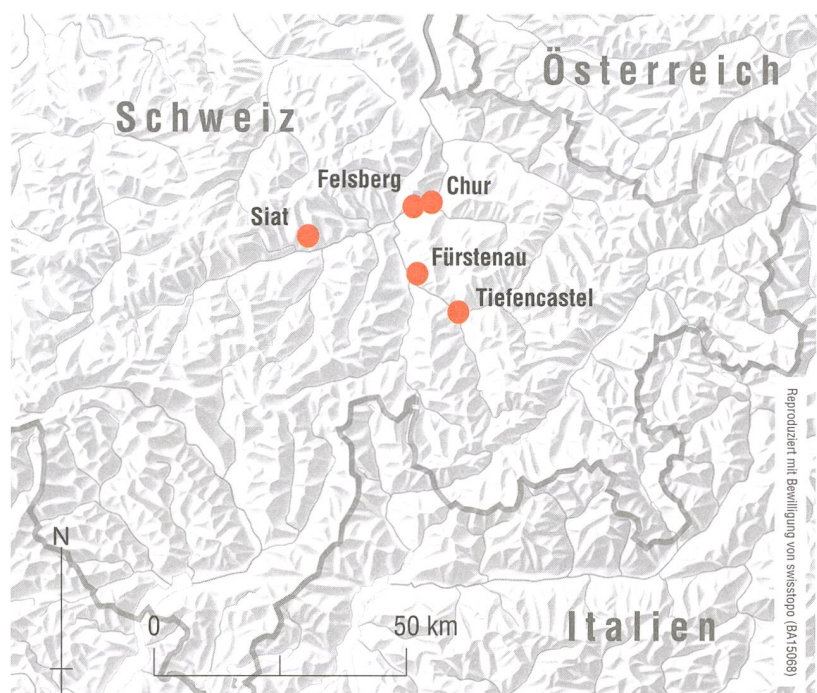 Österreich
Schweiz
Felsberg
Chur
Siat
Fürstenau
Tiefencastel
Reproduziert mit Bewilligung von swisstopo (BA15068)
N
0
50 km
Italien